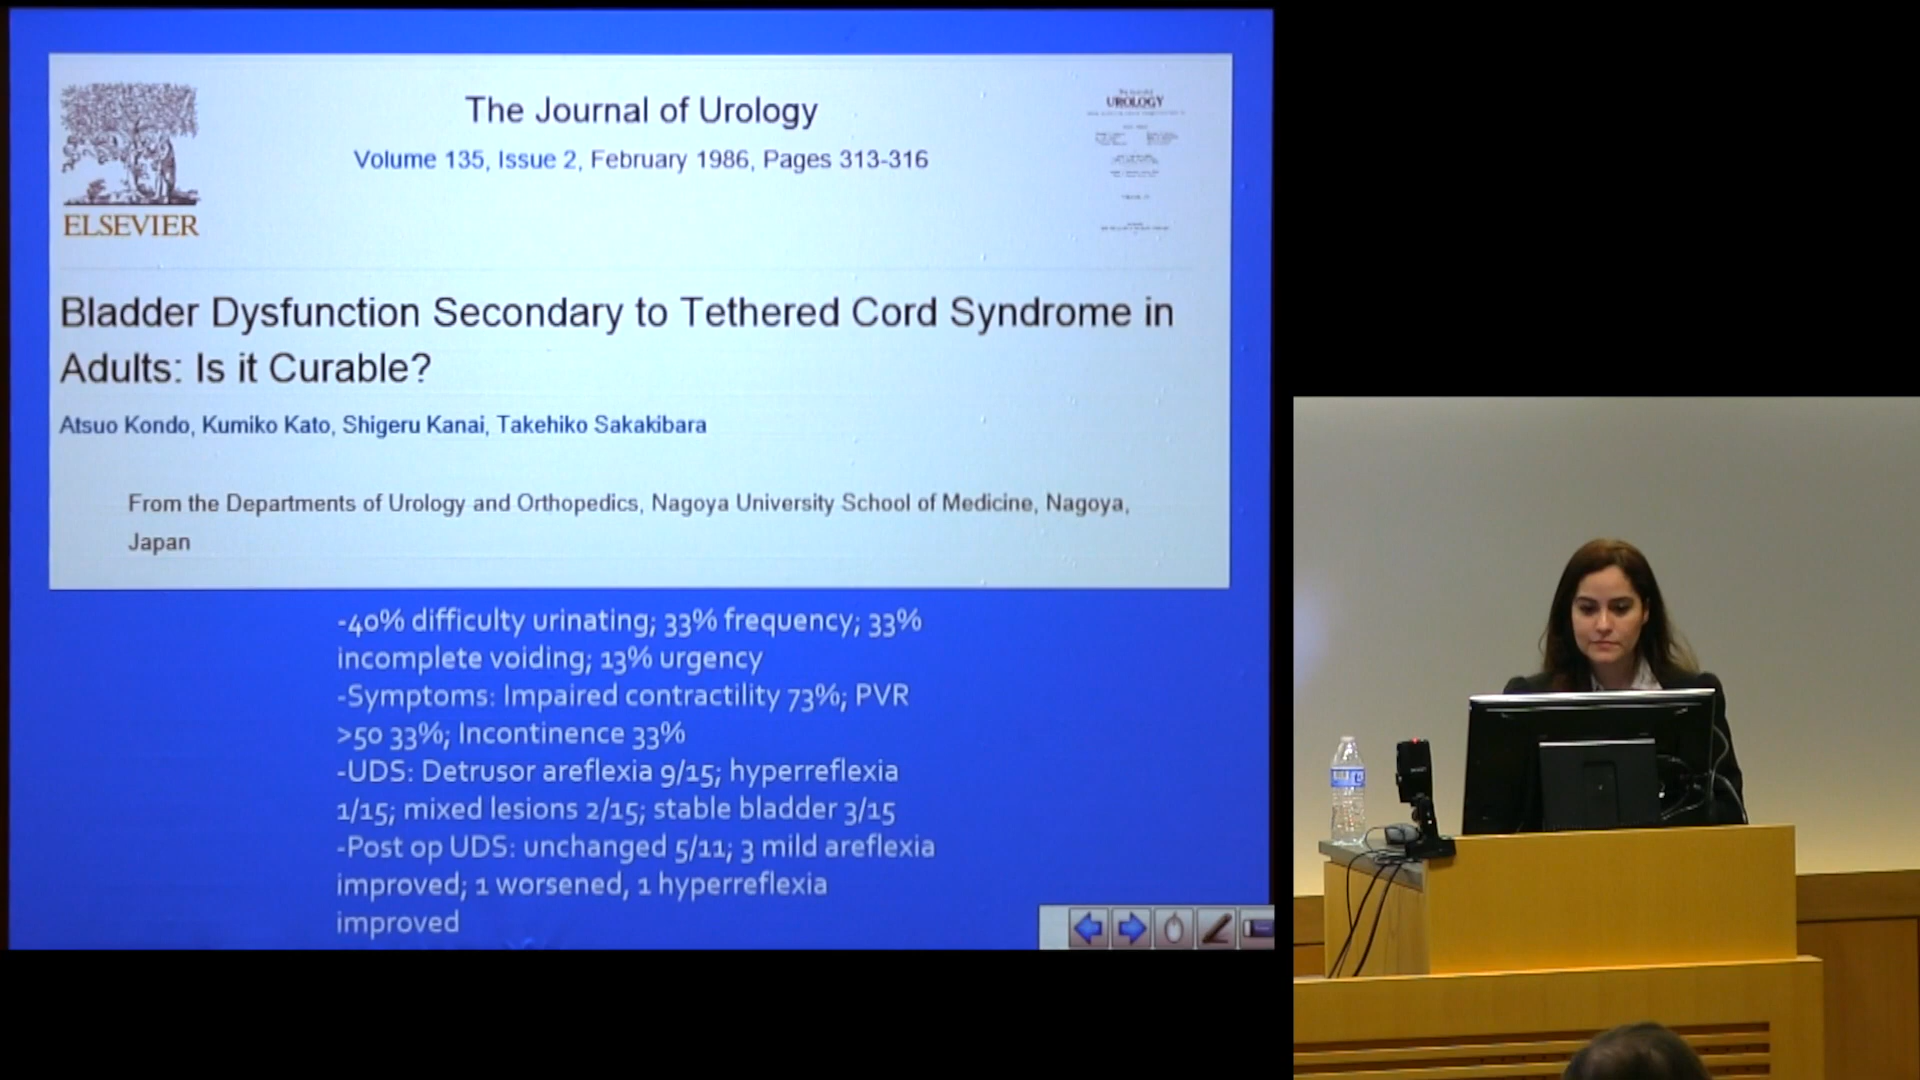 ELSEVIER
The Journal of Urology
Volume 135, Issue 2, February 1986, Pages 313-316
UROLOGY
Bladder Dysfunction Secondary to Tethered Cord Syndrome in
Adults: Is it Curable?
Atsuo Kondo, Kumiko Kato, Shigeru Kanai, Takehiko Sakakibara
From the Departments of Urology and Orthopedics, Nagoya University School of Medicine, Nagoya,
Japan
-40% difficulty urinating; 33% frequency; 33%
incomplete voiding; 13% urgency
-Symptoms: Impaired contractility 73%; PVR
>50 33%; Incontinence 33%
-UDS: Detrusor areflexia 9/15; hyperreflexia
1/15; mixed lesions 2/15; stable bladder 3/15
-Post op UDS: unchanged 5/11; 3 mild areflexia
improved; 1 worsened, 1 hyperreflexia
improved